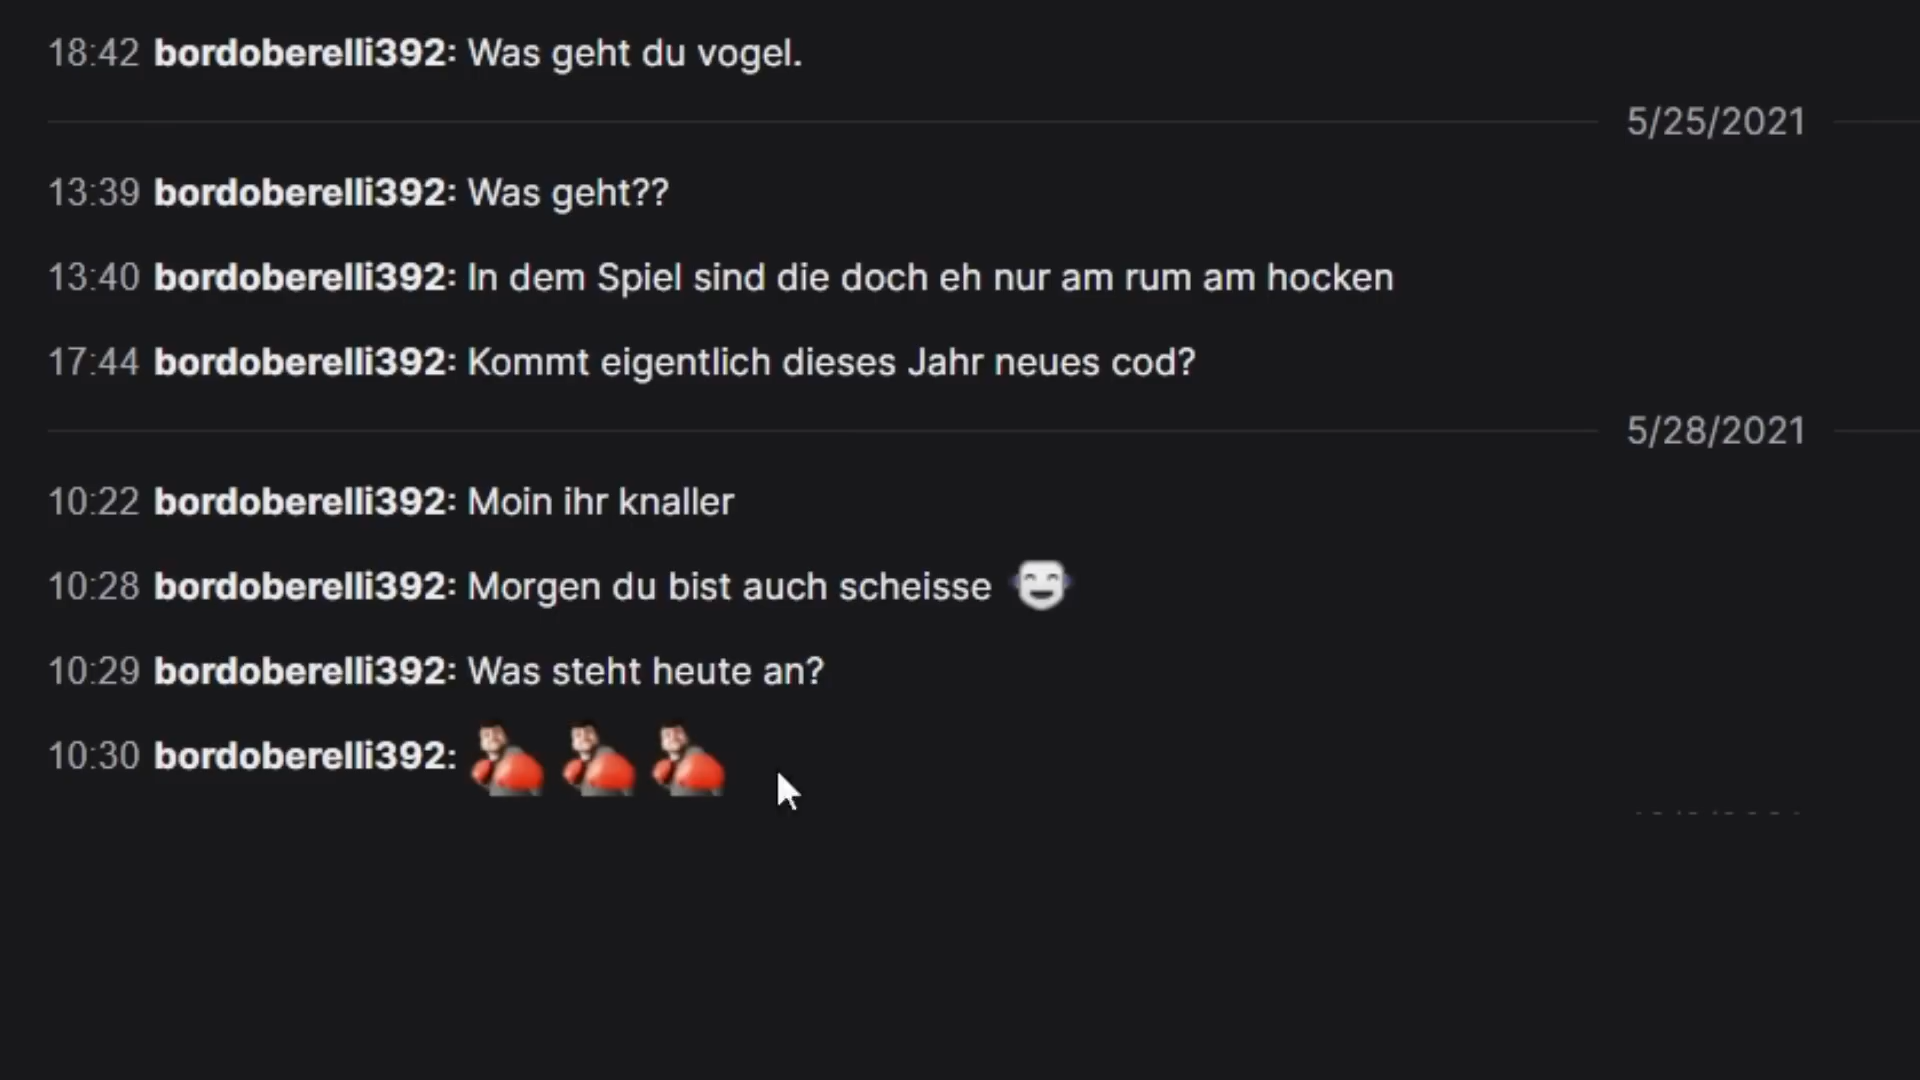 18:42 bordoberelli392: Was geht du vogel.
5/25/2021
13:39 bordoberelli392: Was geht??
13:40 bordoberelli392: In dem Spiel sind die doch eh nur am rum am hocken
17:44 bordoberelli392: Kommt eigentlich dieses Jahr neues cod?
5/28/2021
10:22 bordoberelli392: Moin ihr knaller
10:28 bordoberelli392: Morgen du bist auch scheisse
10:29 bordoberelli392: Was steht heute an?
10:30 bordoberelli392: